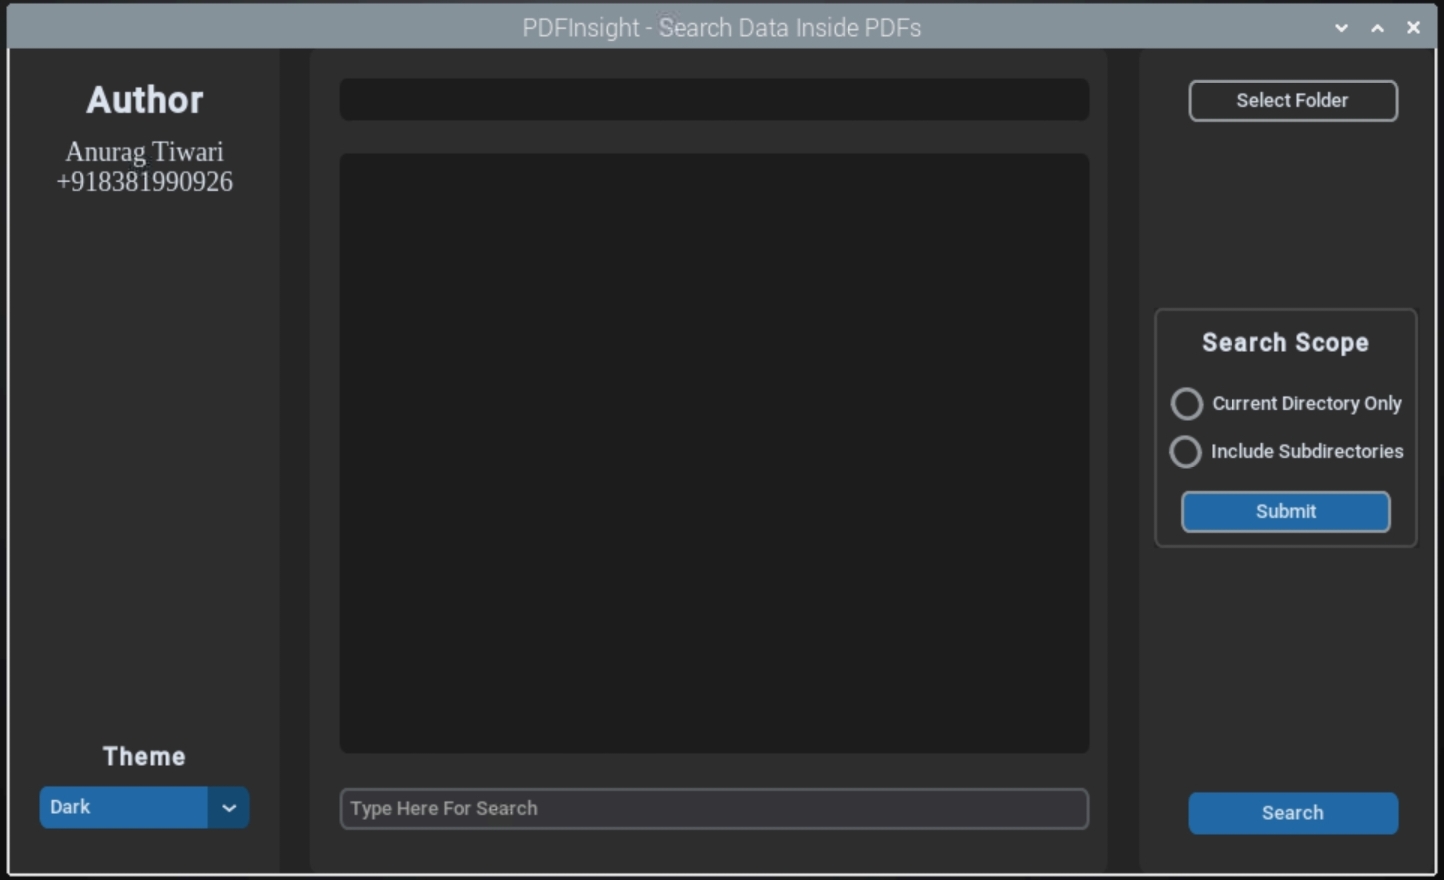 PDFInsight - Search Data Inside PDFs
Author
Anurag Tiwari
+918381990926
Theme
Dark
Type Here For Search
Select Folder
Search Scope
Current Directory Only
Include Subdirectories
Submit
Search